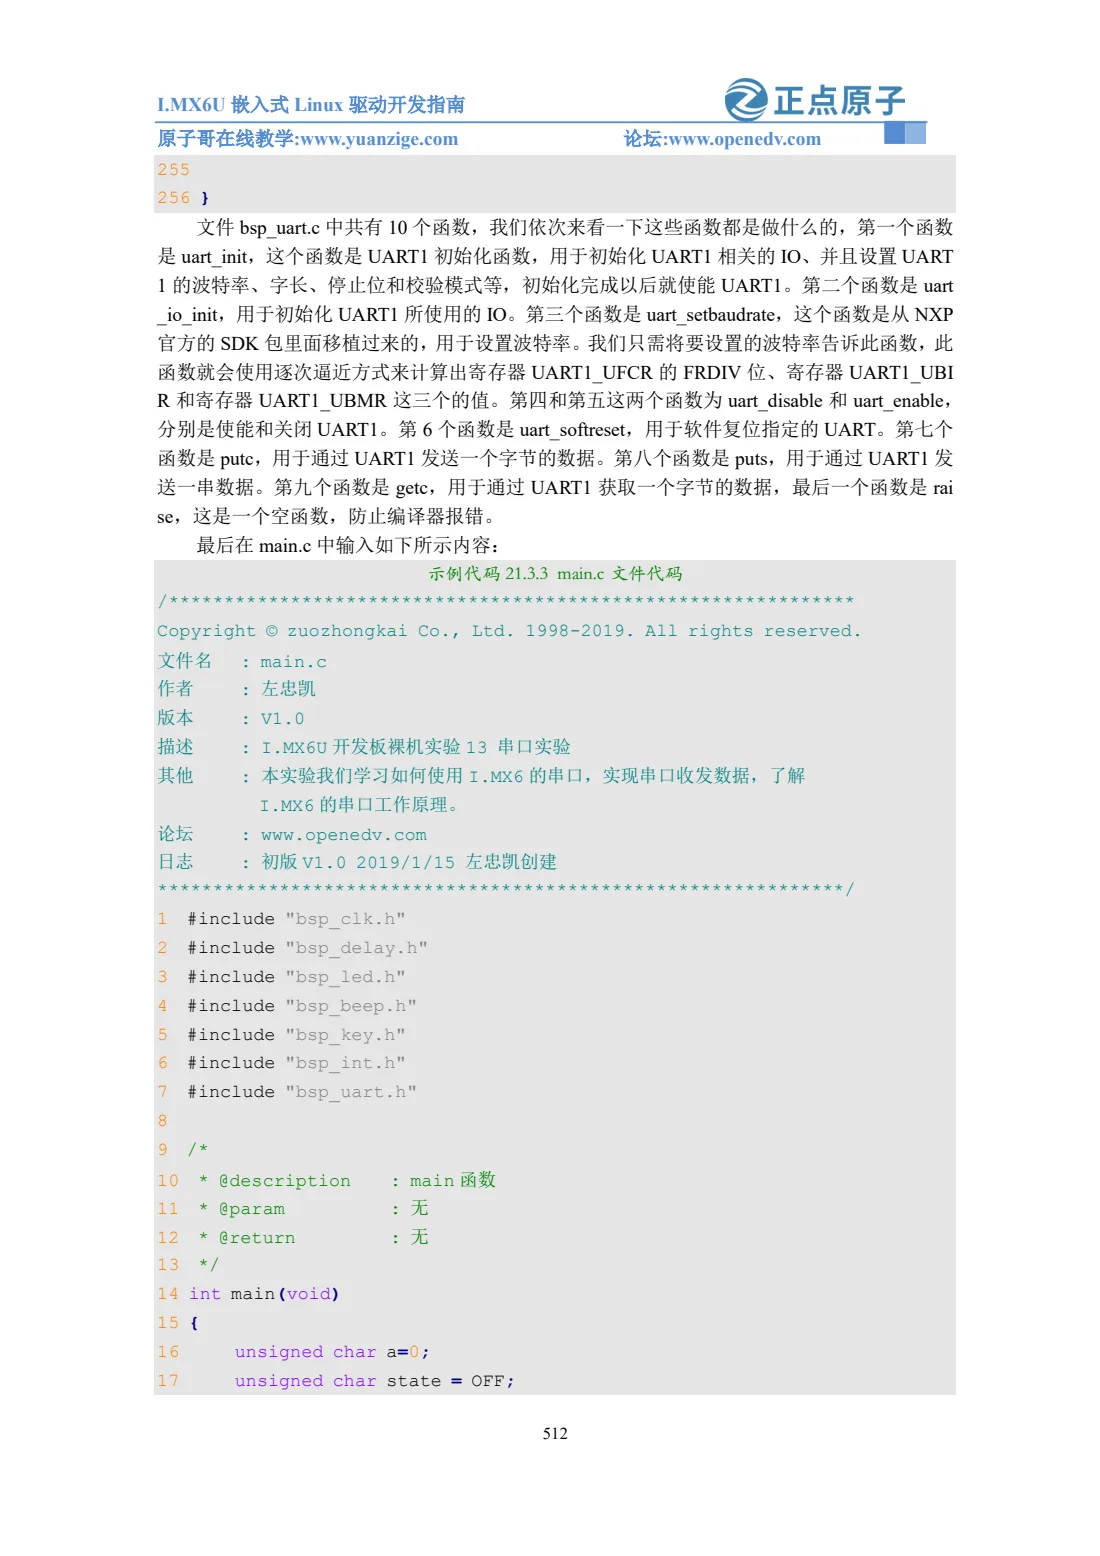 I.MX6U 嵌入式 Linux 驱动开发指南
正点原子
原子哥在线教学:www.yuanzige.com 论坛:www.openedv.com
255
256 }
文件 bsp_uart.c 中共有 10 个函数，我们依次来看一下这些函数都是做什么的，第一个函数
是 uart_init，这个函数是 UART1 初始化函数，用于初始化 UART1 相关的 IO、并且设置 UART
1 的波特率、字长、停止位和校验模式等，初始化完成以后就使能 UART1。第二个函数是 uart
_io_init，用于初始化 UART1 所使用的 IO。第三个函数是 uart_setbaudrate，这个函数是从 NXP
官方的 SDK 包里面移植过来的，用于设置波特率。我们只需将要设置的波特率告诉此函数，此
函数就会使用逐次逼近方式来计算出寄存器 UART1_UFCR 的 FRDIV 位、寄存器 UART1_UBI
R 和寄存器 UART1_UBMR 这三个的值。第四和第五这两个函数为 uart_disable 和 uart_enable，
分别是使能和关闭 UART1。第 6 个函数是 uart_softreset，用于软件复位指定的 UART。第七个
函数是 putc，用于通过 UART1 发送一个字节的数据。第八个函数是 puts，用于通过 UART1 发
送一串数据。第九个函数是 getc，用于通过 UART1 获取一个字节的数据，最后一个函数是 rai
se，这是一个空函数，防止编译器报错。
最后在 main.c 中输入如下所示内容：
示例代码 21.3.3 main.c 文件代码
/**************************************************************
Copyright © zuozhongkai Co., Ltd. 1998-2019. All rights reserved.
文件名 : main.c
作者 : 左忠凯
版本 : V1.0
描述 : I.MX6U 开发板裸机实验 13 串口实验
其他 : 本实验我们学习如何使用 I.MX6 的串口，实现串口收发数据，了解
I.MX6 的串口工作原理。
论坛 : www.openedv.com
日志 : 初版 V1.0 2019/1/15 左忠凯创建
**************************************************************/
1 #include "bsp_clk.h"
2 #include "bsp_delay.h"
3 #include "bsp_led.h"
4 #include "bsp_beep.h"
5 #include "bsp_key.h"
6 #include "bsp_int.h"
7 #include "bsp_uart.h"
8
9 /*
10 * @description : main 函数
11 * @param : 无
12 * @return : 无
13 */
14 int main(void)
15 {
16 unsigned char a=0;
17 unsigned char state = OFF;
512